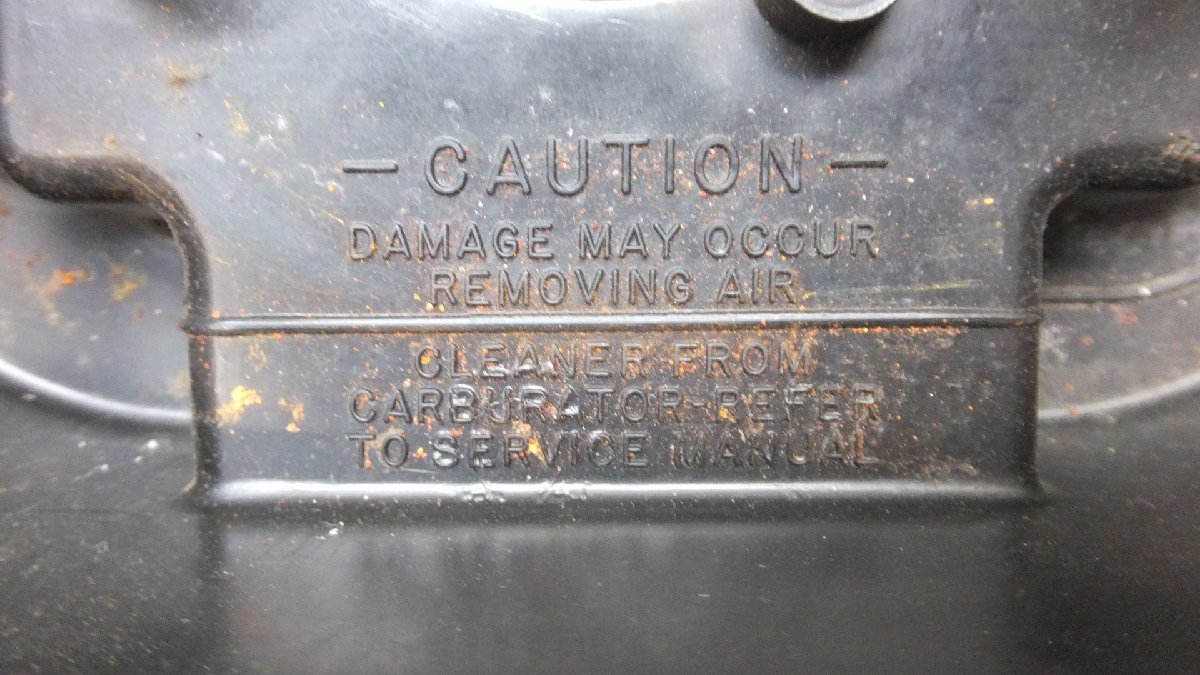 — CAUTION —
DAMAGE MAY OCCUR
REMOVING AIR
CLEANER FROM
CARBURATOR-REFER
TO SERVICE MANUAL